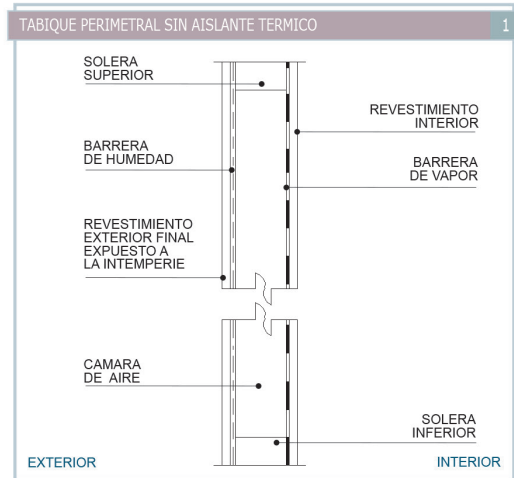 TABIQUE PERIMETRAL SIN AISLANTE TERMICO 1
SOLERA
SUPERIOR
REVESTIMIENTO
INTERIOR
BARRERA
DE HUMEDAD
BARRERA
DE VAPOR
REVESTIMIENTO
EXTERIOR FINAL
EXPUESTO A
LA INTEMPERIE
CAMARA
DE AIRE
SOLERA
INFERIOR
EXTERIOR
INTERIOR